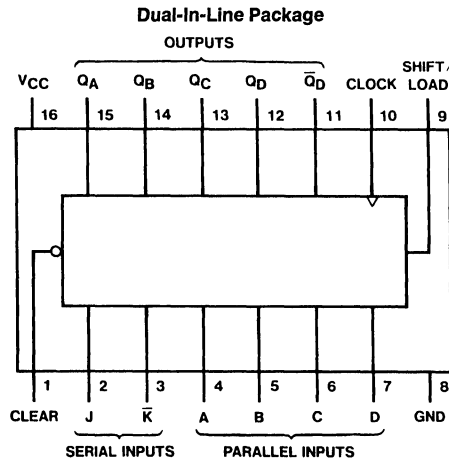 Dual-In-Line Package
OUTPUTS
VCC QA QB QC QD Q̅D CLOCK SHIFT/
LOAD
16 15 14 13 12 11 10 9
1 2 3 4 5 6 7 8
CLEAR J K̅ A B C D GND
SERIAL INPUTS PARALLEL INPUTS